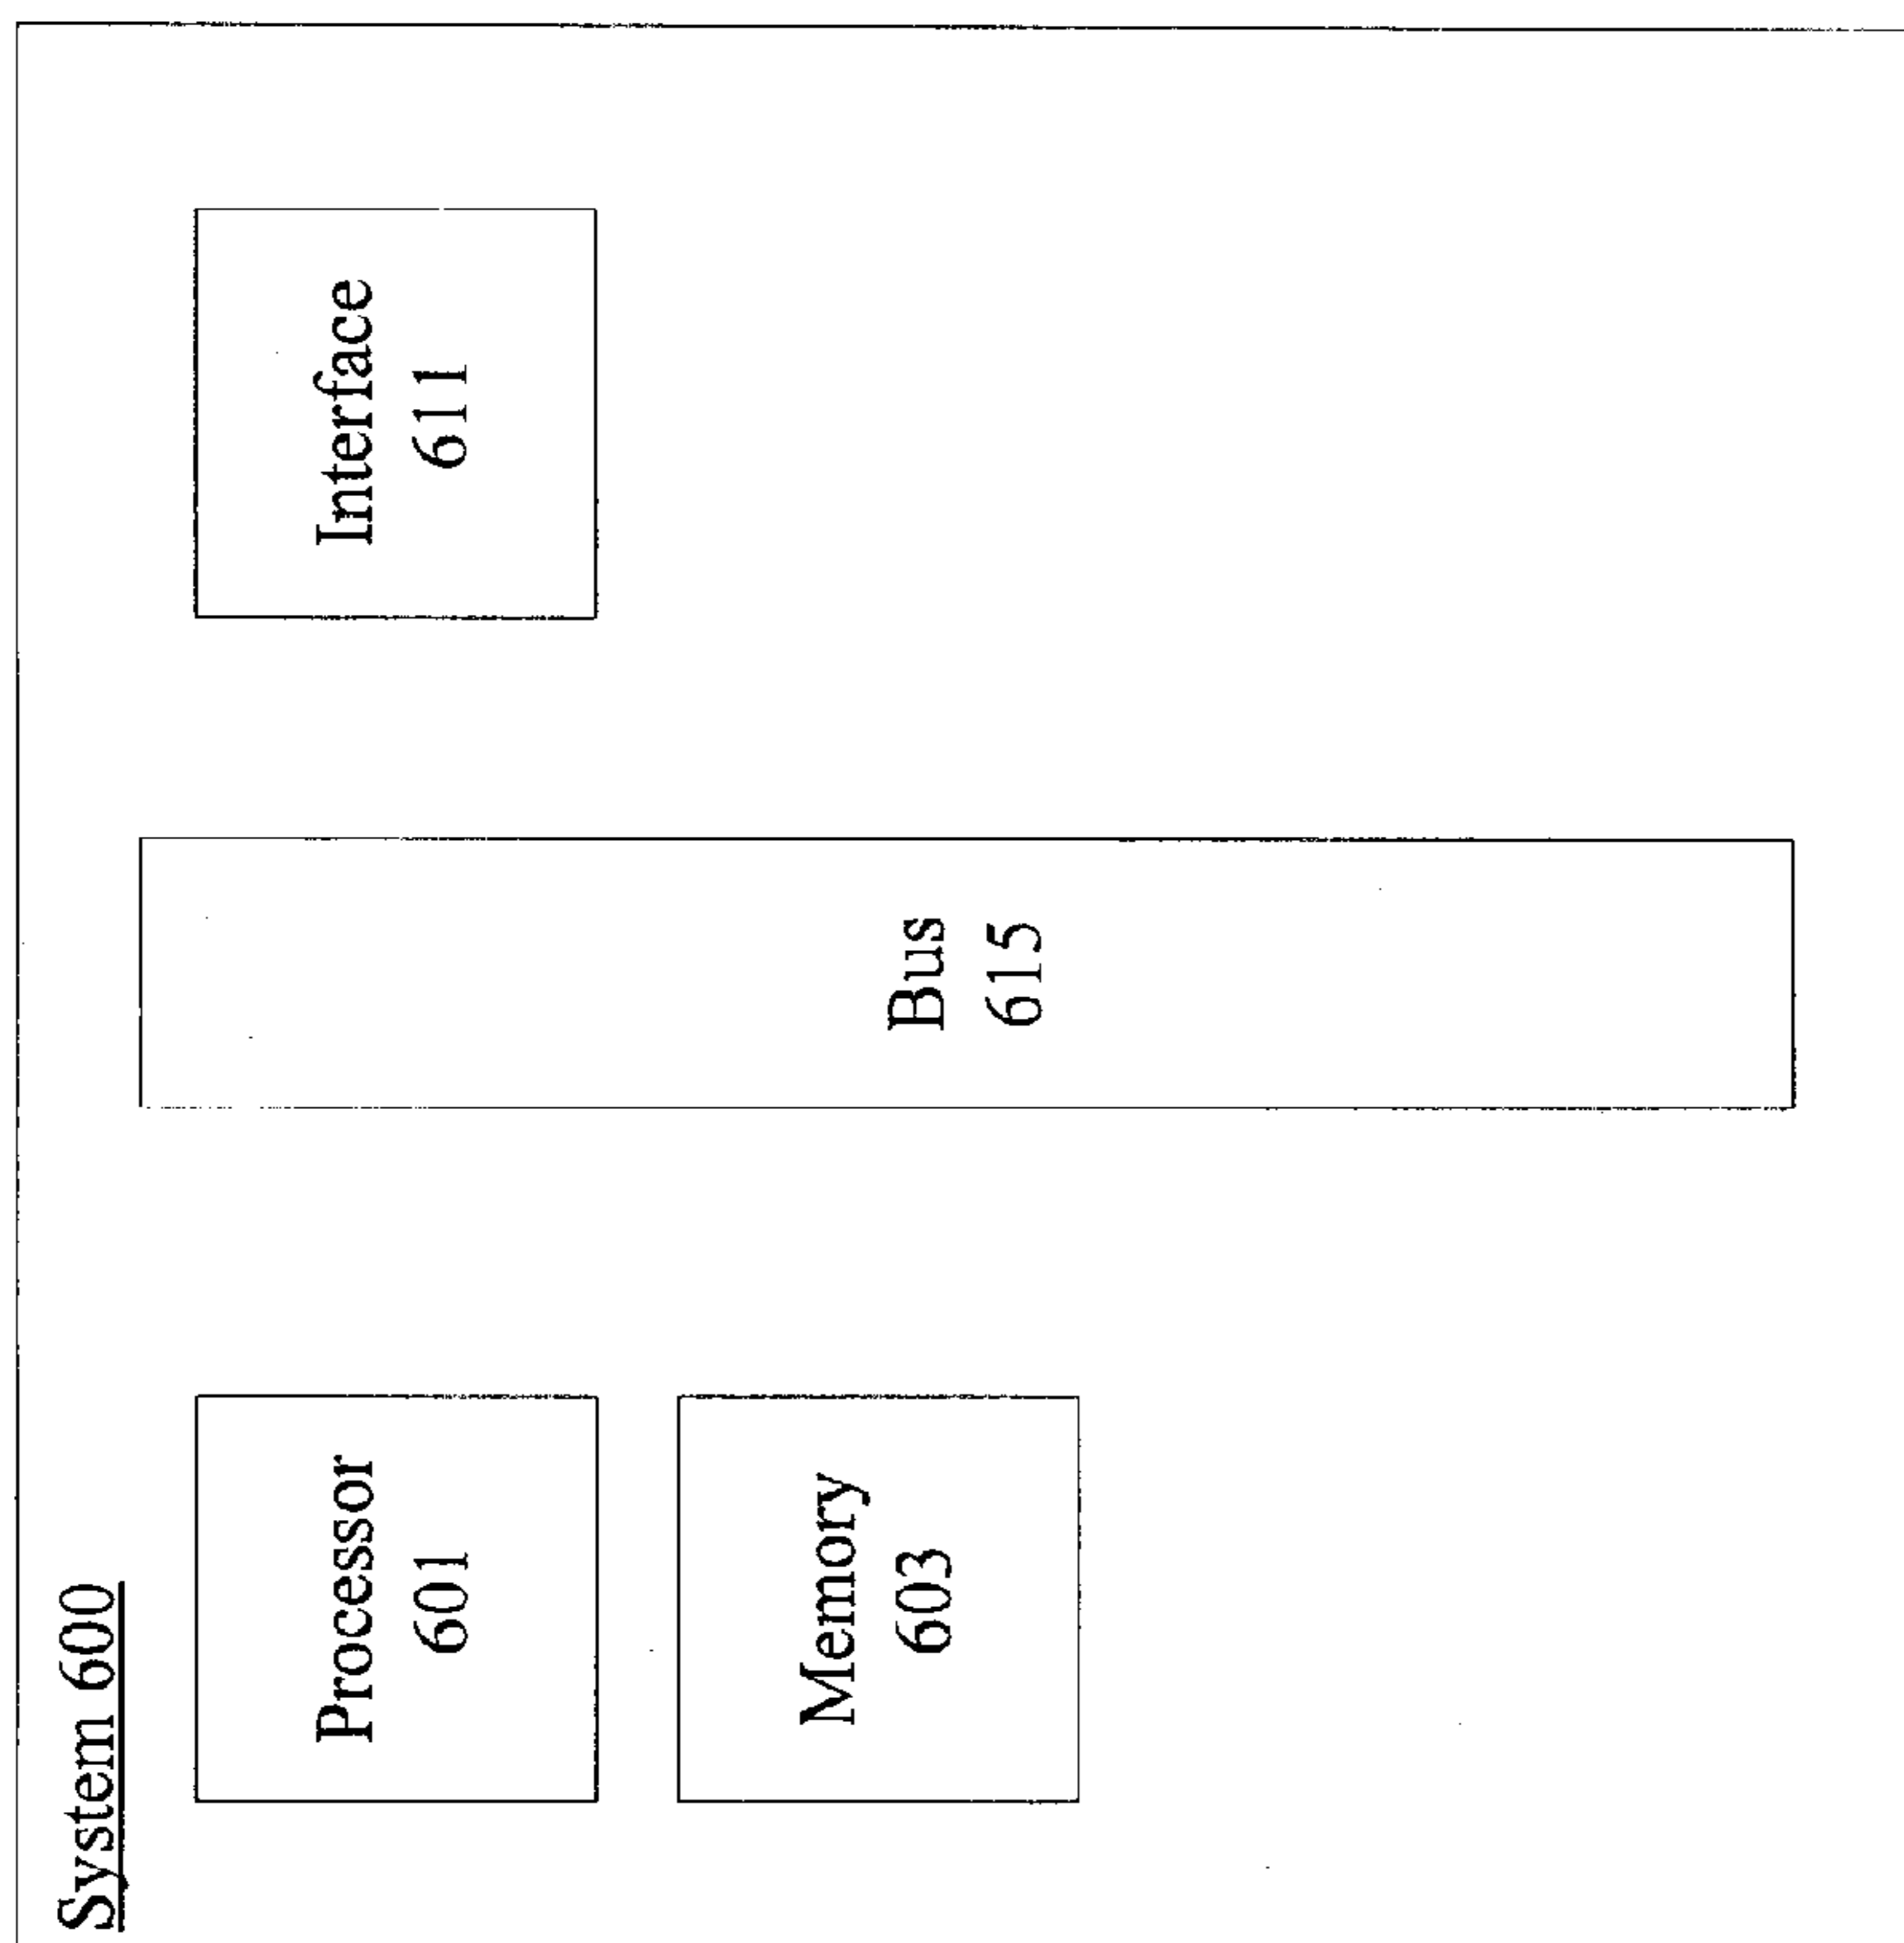 System 600
Processor
601
Memory
603
Bus
615
Interface
611